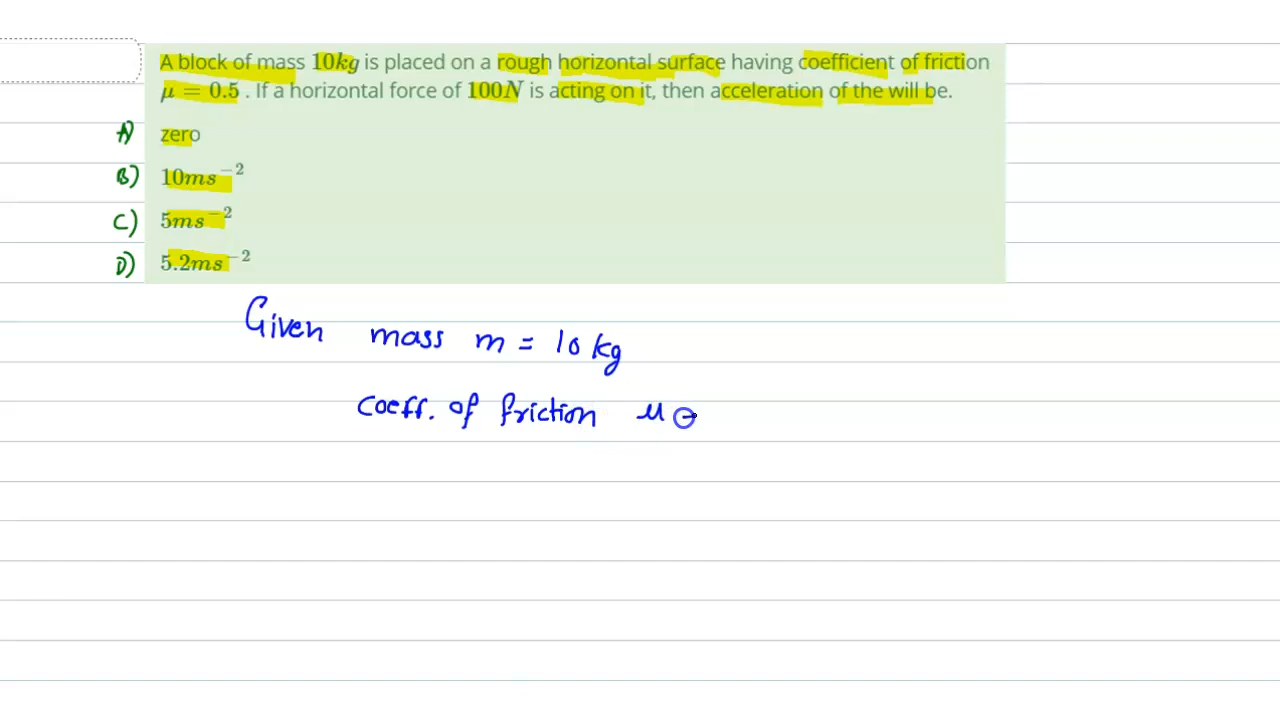 A block of mass 10kg is placed on a rough horizontal surface having coefficient of friction
μ = 0.5 . If a horizontal force of 100N is acting on it, then acceleration of the will be.
A) zero
B) 10ms⁻²
C) 5ms⁻²
D) 5.2ms⁻²
Given mass m = 10 kg
Coeff. of friction μ =